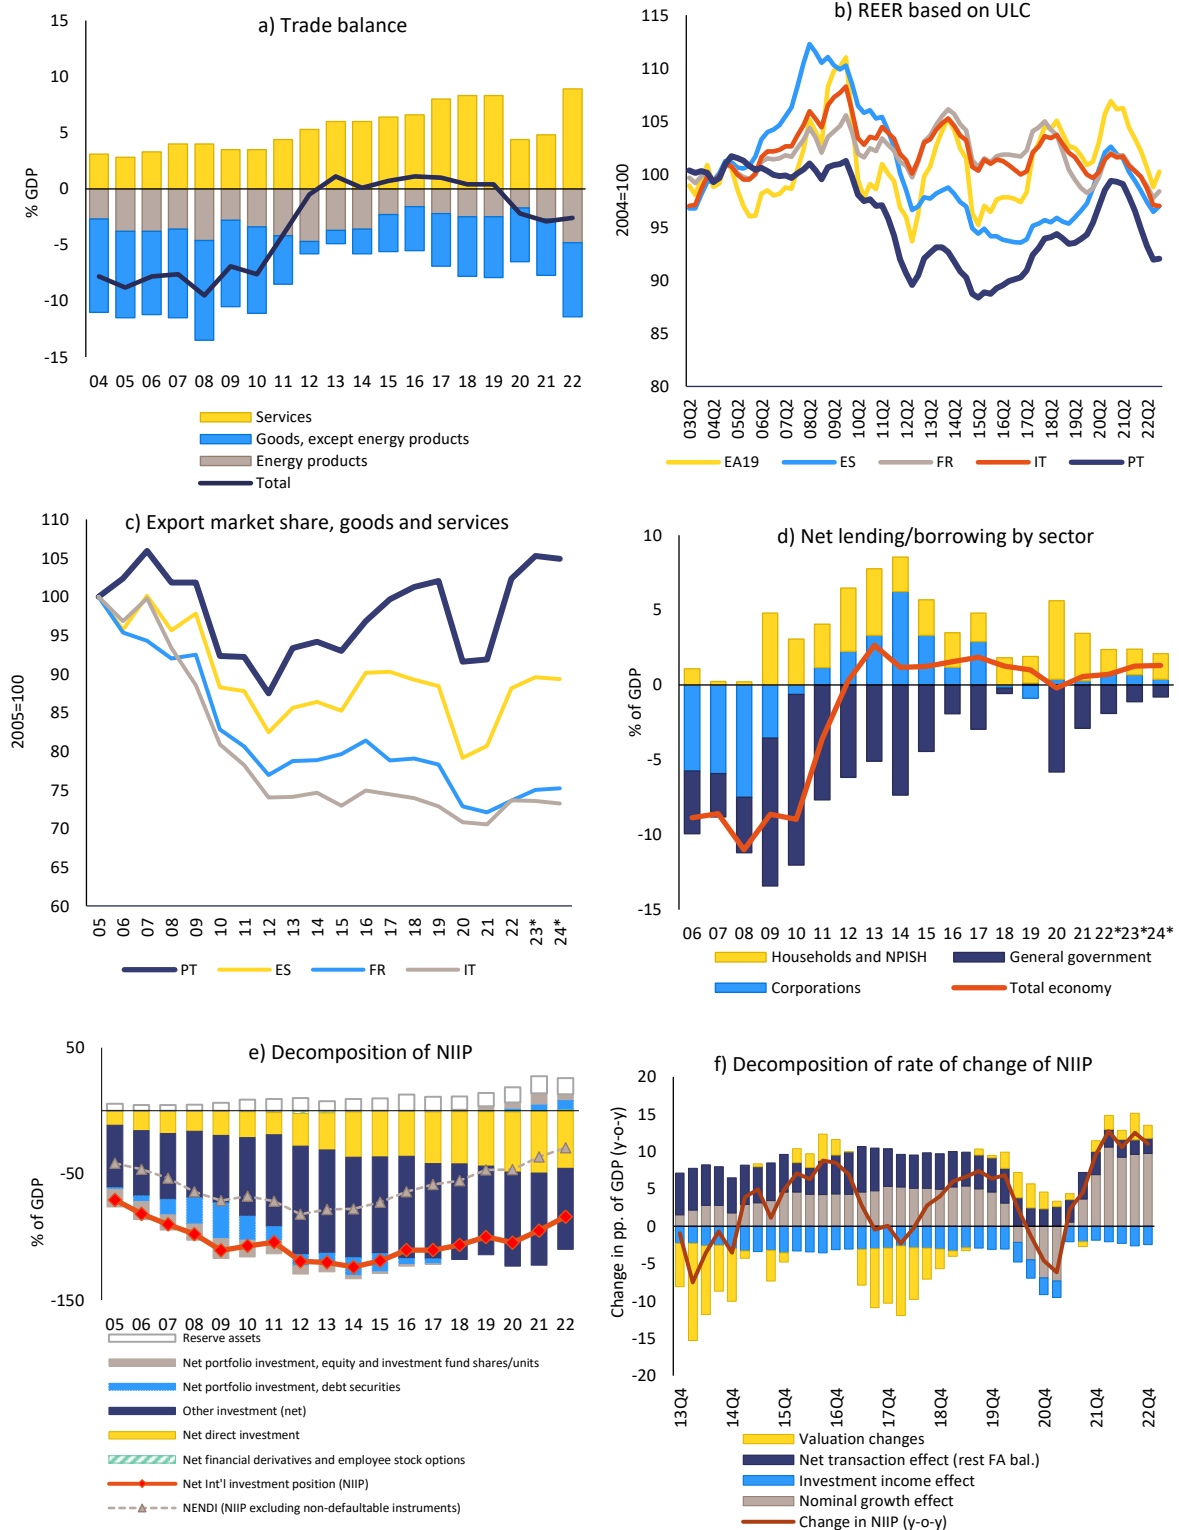 a) Trade balance
% GDP
15
10
5
0
-5
-10
-15
04 05 06 07 08 09 10 11 12 13 14 15 16 17 18 19 20 21 22
Services
Goods, except energy products
Energy products
Total
b) REER based on ULC
2004=100
115
110
105
100
95
90
85
80
03Q2 04Q2 05Q2 06Q2 07Q2 08Q2 09Q2 10Q2 11Q2 12Q2 13Q2 14Q2 15Q2 16Q2 17Q2 18Q2 19Q2 20Q2 21Q2 22Q2
EA19 ES FR IT PT
c) Export market share, goods and services
2005=100
110
105
100
95
90
85
80
75
70
65
60
05 06 07 08 09 10 11 12 13 14 15 16 17 18 19 20 21 22 23* 24*
PT ES FR IT
d) Net lending/borrowing by sector
% of GDP
10
5
0
-5
-10
-15
06 07 08 09 10 11 12 13 14 15 16 17 18 19 20 21 22* 23* 24*
Households and NPISH General government
Corporations Total economy
e) Decomposition of NIIP
% of GDP
50
-50
-150
05 06 07 08 09 10 11 12 13 14 15 16 17 18 19 20 21 22
Reserve assets
Net portfolio investment, equity and investment fund shares/units
Net portfolio investment, debt securities
Other investment (net)
Net direct investment
Net financial derivatives and employee stock options
Net Int'l investment position (NIIP)
NENDI (NIIP excluding non-defaultable instruments)
f) Decomposition of rate of change of NIIP
Change in pp. of GDP (y-o-y)
20
15
10
5
0
-5
-10
-15
-20
13Q4 14Q4 15Q4 16Q4 17Q4 18Q4 19Q4 20Q4 21Q4 22Q4
Valuation changes
Net transaction effect (rest FA bal.)
Investment income effect
Nominal growth effect
Change in NIIP (y-o-y)